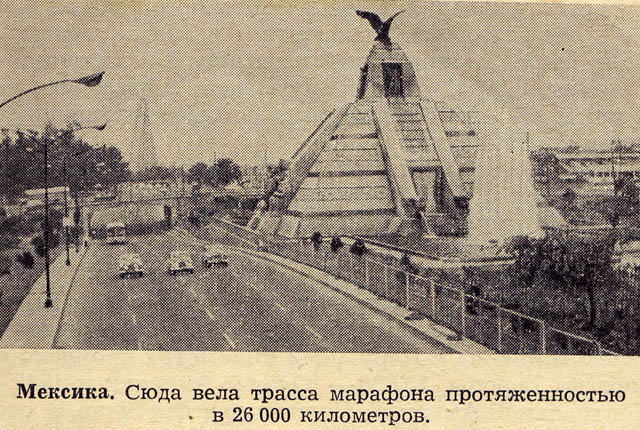 Мексика. Сюда вела трасса марафона протяженностью
в 26 000 километров.